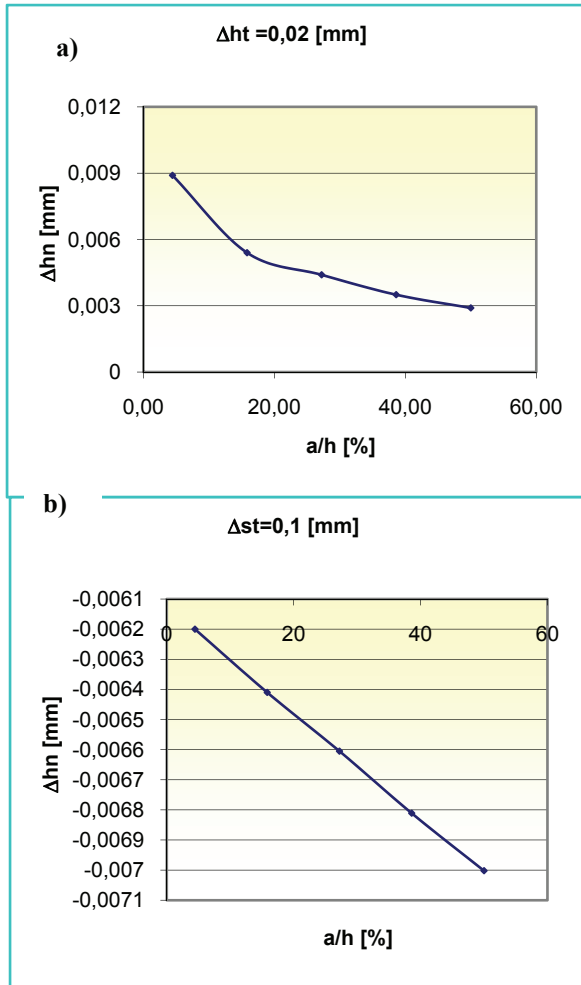 a)
Δht =0,02 [mm]
0,012
0,009
0,006
0,003
0
Δhn [mm]
0,00 20,00 40,00 60,00
a/h [%]
b)
Δst=0,1 [mm]
-0,0061
-0,0062
-0,0063
-0,0064
-0,0065
-0,0066
-0,0067
-0,0068
-0,0069
-0,007
-0,0071
0 20 40 60
Δhn [mm]
a/h [%]